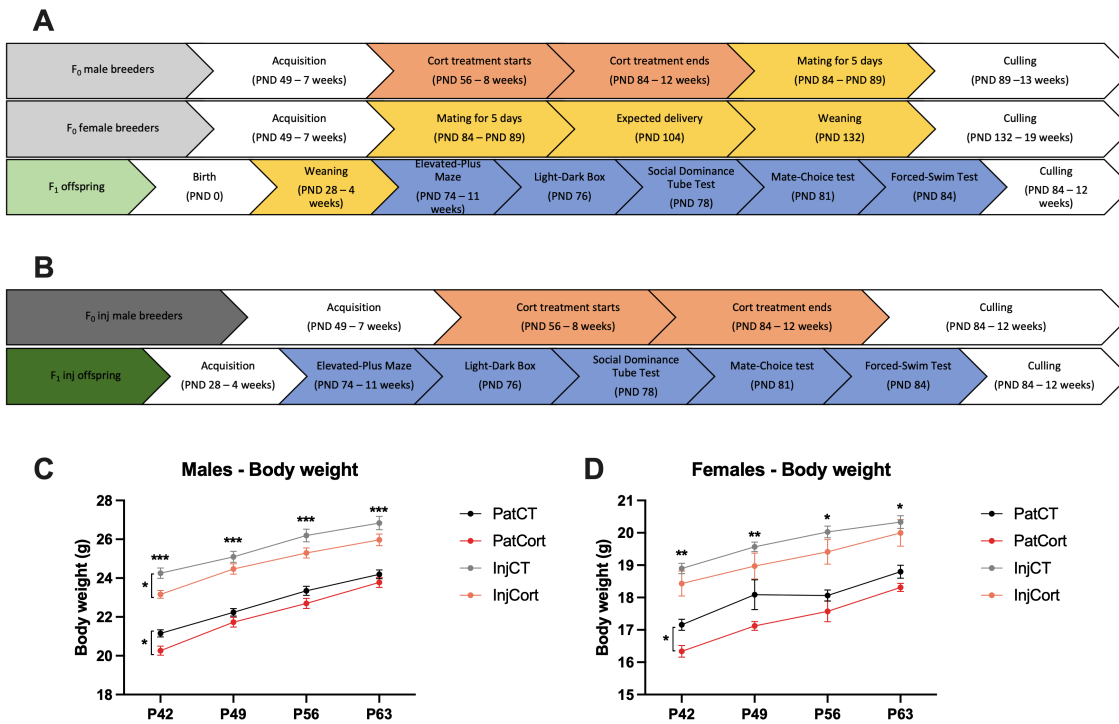 A
F0 male breeders
Acquisition
(PND 49 – 7 weeks)
Cort treatment starts
(PND 56 – 8 weeks)
Cort treatment ends
(PND 84 – 12 weeks)
Mating for 5 days
(PND 84 – PND 89)
Culling
(PND 89 –13 weeks)
F0 female breeders
Acquisition
(PND 49 – 7 weeks)
Mating for 5 days
(PND 84 – PND 89)
Expected delivery
(PND 104)
Weaning
(PND 132)
Culling
(PND 132 – 19 weeks)
F1 offspring
Birth
(PND 0)
Weaning
(PND 28 – 4
weeks)
Elevated-Plus
Maze
(PND 74 – 11
weeks)
Light-Dark Box
(PND 76)
Social Dominance
Tube Test
(PND 78)
Mate-Choice test
(PND 81)
Forced-Swim Test
(PND 84)
Culling
(PND 84 – 12
weeks)
B
F0 inj male breeders
Acquisition
(PND 49 – 7 weeks)
Cort treatment starts
(PND 56 – 8 weeks)
Cort treatment ends
(PND 84 – 12 weeks)
Culling
(PND 84 – 12 weeks)
F1 inj offspring
Acquisition
(PND 28 – 4 weeks)
Elevated-Plus Maze
(PND 74 – 11 weeks)
Light-Dark Box
(PND 76)
Social Dominance
Tube Test
(PND 78)
Mate-Choice test
(PND 81)
Forced-Swim Test
(PND 84)
Culling
(PND 84 – 12 weeks)
C
Males - Body weight
Body weight (g)
28
26
24
22
20
18
***
***
***
***
*
*
P42
P49
P56
P63
PatCT
PatCort
InjCT
InjCort
D
Females - Body weight
Body weight (g)
21
20
19
18
17
16
15
**
**
*
*
*
P42
P49
P56
P63
PatCT
PatCort
InjCT
InjCort